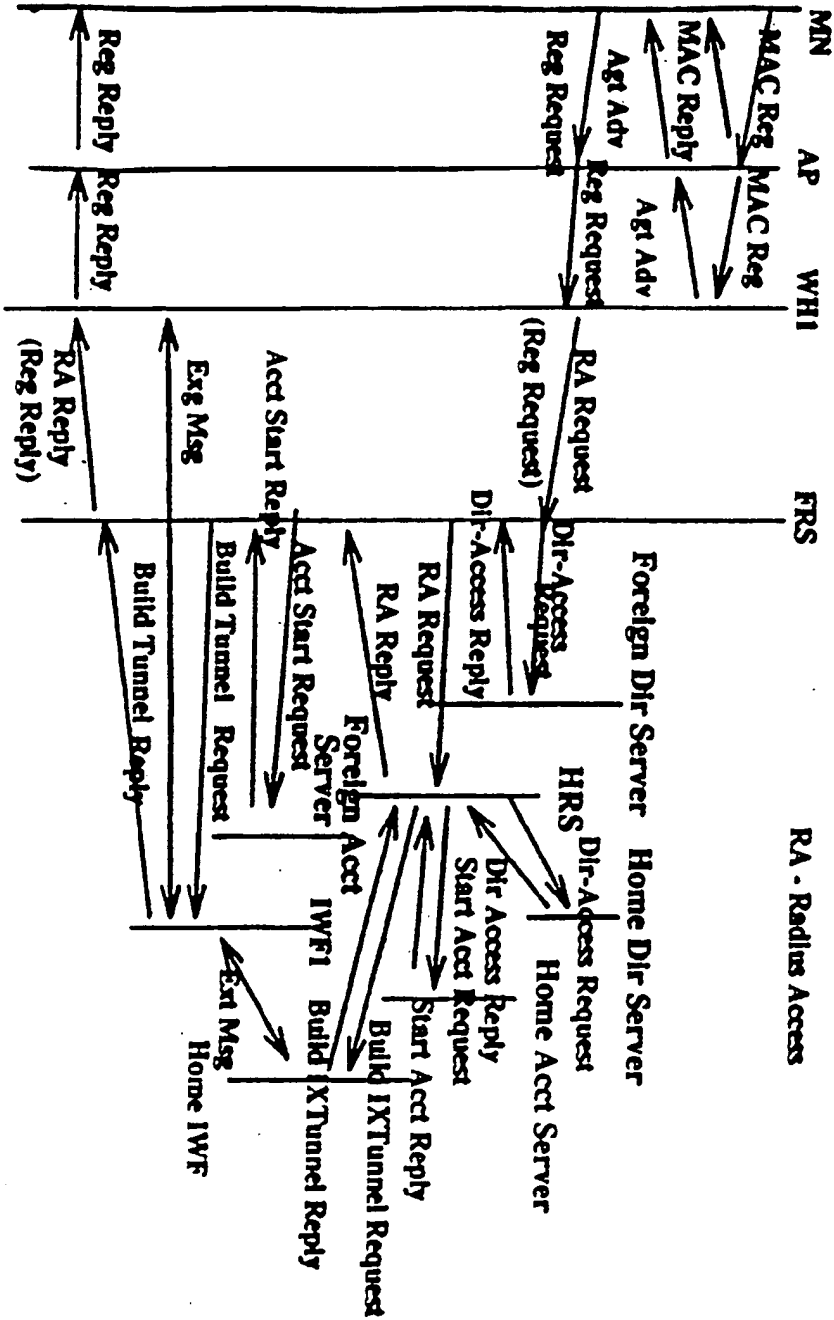 RA - Radius Access
MN
AP
WH1
FRS
Foreign Dir Server
Home Dir Server
MAC Reg
MAC Reg
MAC Reply
Agt Adv
Agt Adv
Reg Request
Reg Request
RA Request
(Reg Request)
Dir-Access
Request
Dir-Access Reply
HRS
Dir-Access Request
Home Acct Server
RA Request
Dir Access Reply
Start Acct Request
RA Reply
Start Acct Reply
Foreign Acct
Server
Build IXTunnel Request
Acct Start Request
Acct Start Reply
IWF1
Build IXTunnel Reply
Build Tunnel Request
Exg Msg
Ext Msg
Home IWF
Build Tunnel Reply
Reg Reply
Reg Reply
RA Reply
(Reg Reply)